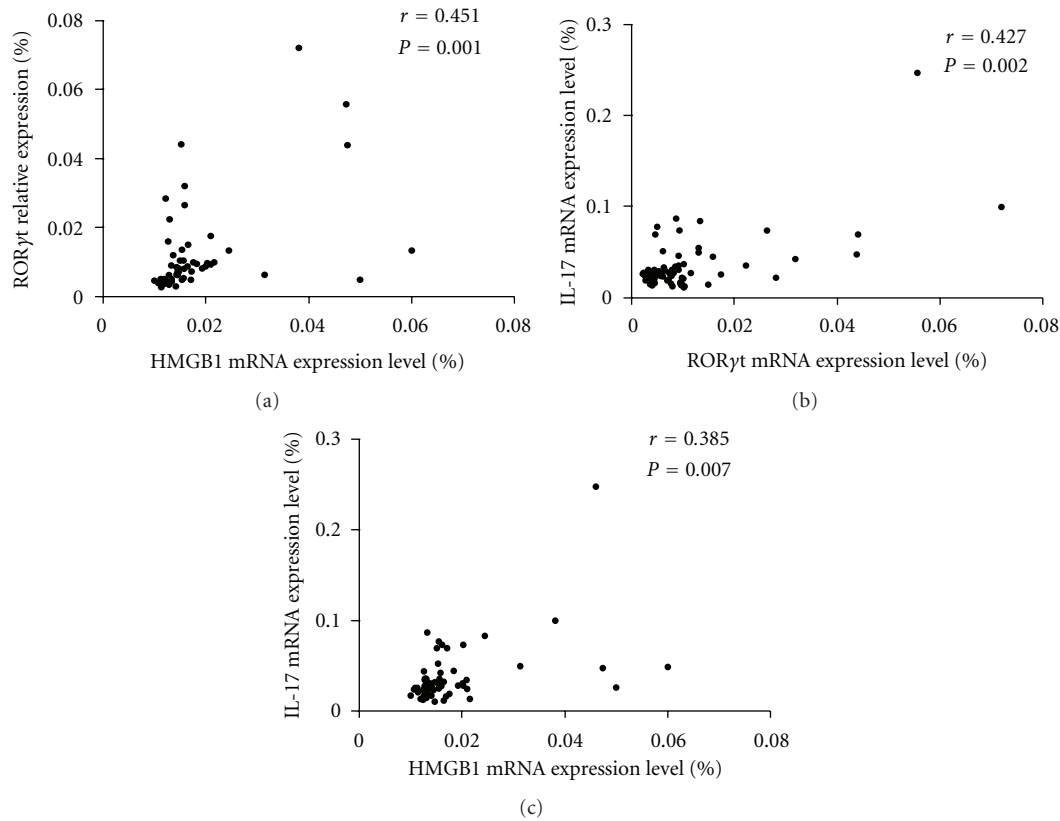 r = 0.451
P = 0.001
RORγt relative expression (%)
0.08
0.06
0.04
0.02
0
0 0.02 0.04 0.06 0.08
HMGB1 mRNA expression level (%)
(a)
r = 0.427
P = 0.002
IL-17 mRNA expression level (%)
0.3
0.2
0.1
0
0 0.02 0.04 0.06 0.08
RORγt mRNA expression level (%)
(b)
r = 0.385
P = 0.007
IL-17 mRNA expression level (%)
0.3
0.2
0.1
0
0 0.02 0.04 0.06 0.08
HMGB1 mRNA expression level (%)
(c)